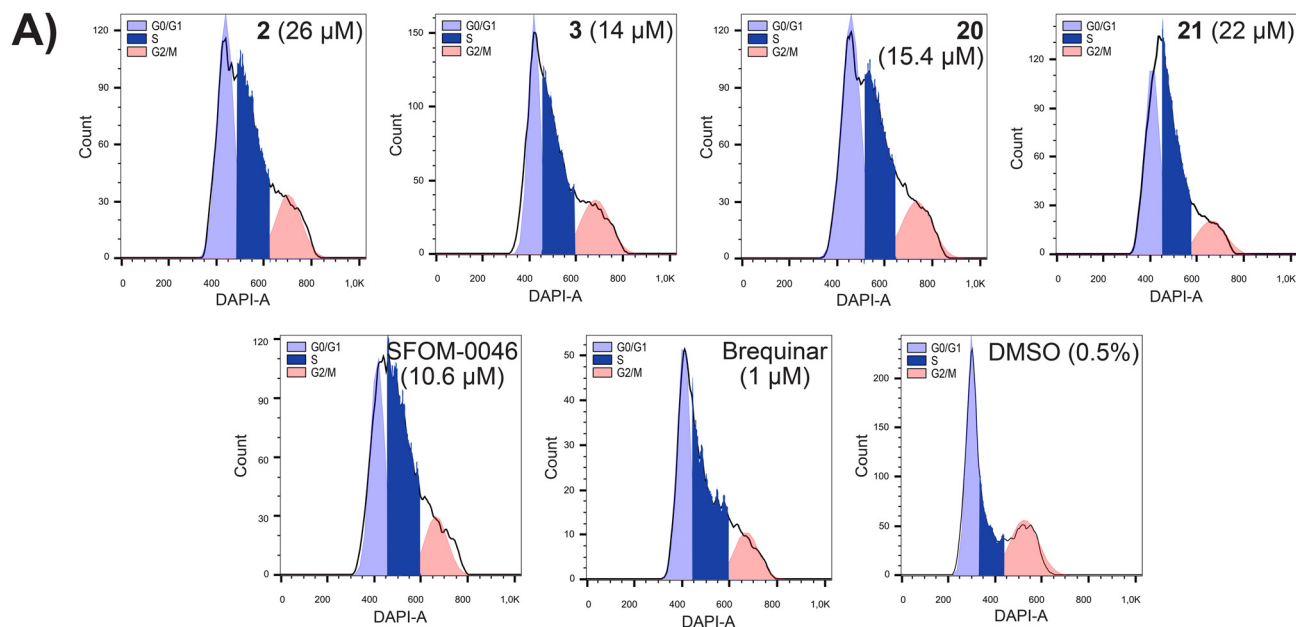 A)
G0/G1
S
G2/M
2 (26 µM)
120
90
60
30
0
Count
0 200 400 600 800 1,0K
DAPI-A
G0/G1
S
G2/M
3 (14 µM)
150
100
50
0
Count
0 200 400 600 800 1,0K
DAPI-A
G0/G1
S
G2/M
20
(15.4 µM)
120
90
60
30
0
Count
0 200 400 600 800 1,0K
DAPI-A
G0/G1
S
G2/M
21 (22 µM)
120
90
60
30
0
Count
0 200 400 600 800 1,0K
DAPI-A
G0/G1
S
G2/M
SFOM-0046
(10.6 µM)
120
90
60
30
0
Count
0 200 400 600 800 1,0K
DAPI-A
G0/G1
S
G2/M
Brequinar
(1 µM)
50
40
30
20
10
0
Count
0 200 400 600 800 1,0K
DAPI-A
G0/G1
S
G2/M
DMSO (0.5%)
200
150
100
50
0
Count
0 200 400 600 800 1,0K
DAPI-A